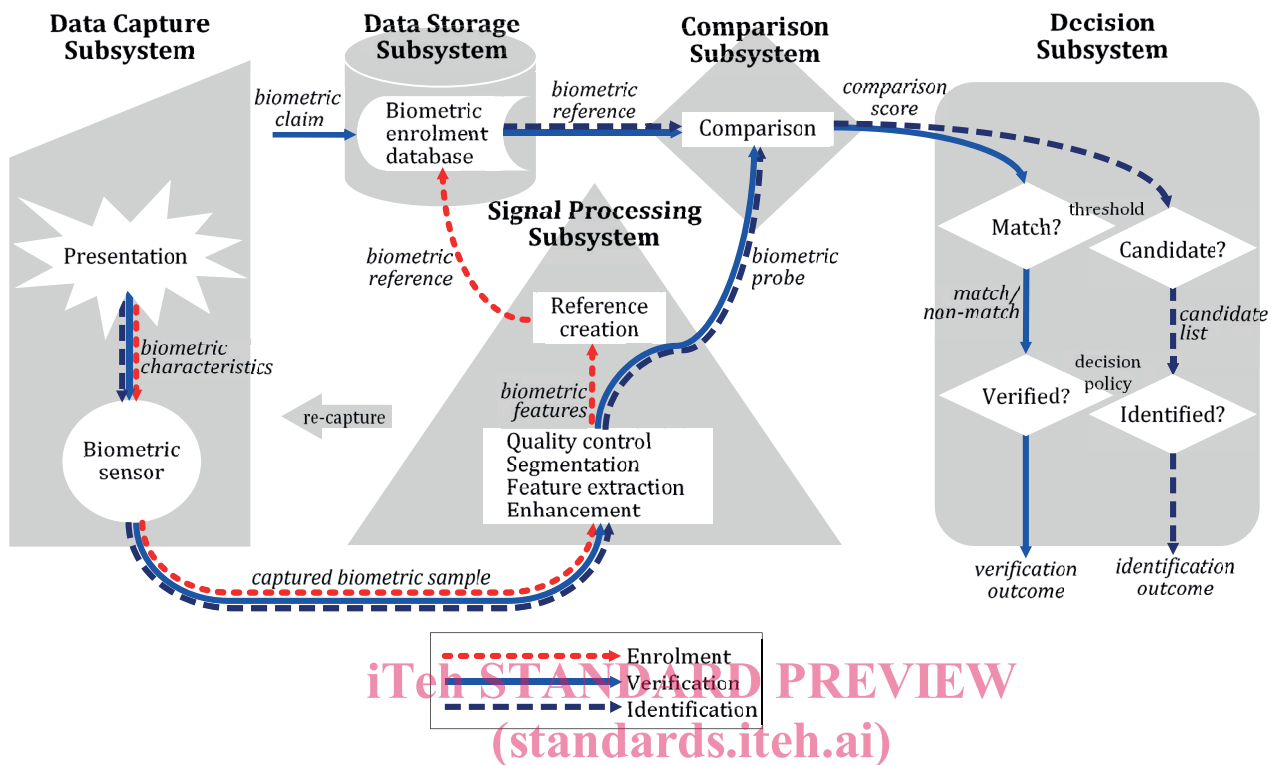 Data Capture
Subsystem
Data Storage
Subsystem
Comparison
Subsystem
Decision
Subsystem
biometric
claim
Biometric
enrolment
database
biometric
reference
Comparison
comparison
score
Signal Processing
Subsystem
Presentation
biometric
reference
Reference
creation
biometric
probe
Match?
threshold
Candidate?
match/
non-match
candidate
list
biometric
characteristics
re-capture
biometric
features
Verified?
decision
policy
Identified?
Biometric
sensor
Quality control
Segmentation
Feature extraction
Enhancement
captured biometric sample
verification
outcome
identification
outcome
Enrolment
Verification
Identification
iTeh STANDARD PREVIEW
(standards.iteh.ai)